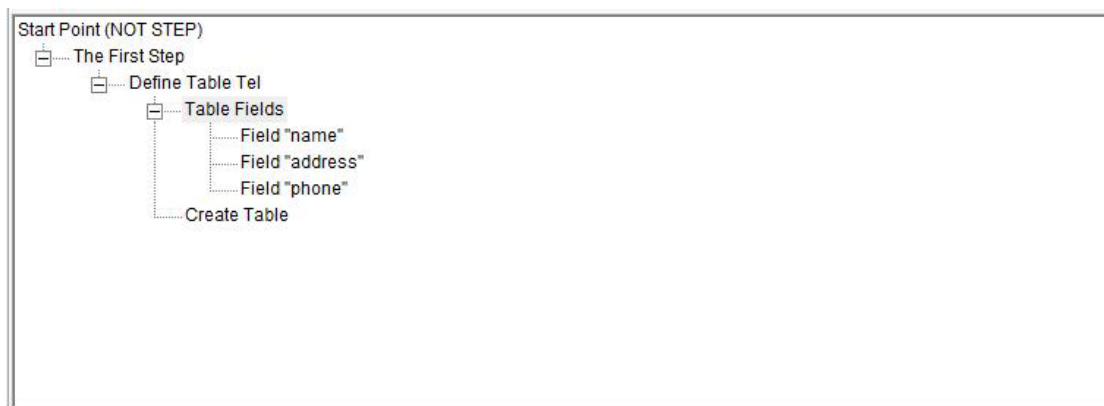 Start Point (NOT STEP)
The First Step
Define Table Tel
Table Fields
Field "name"
Field "address"
Field "phone"
Create Table